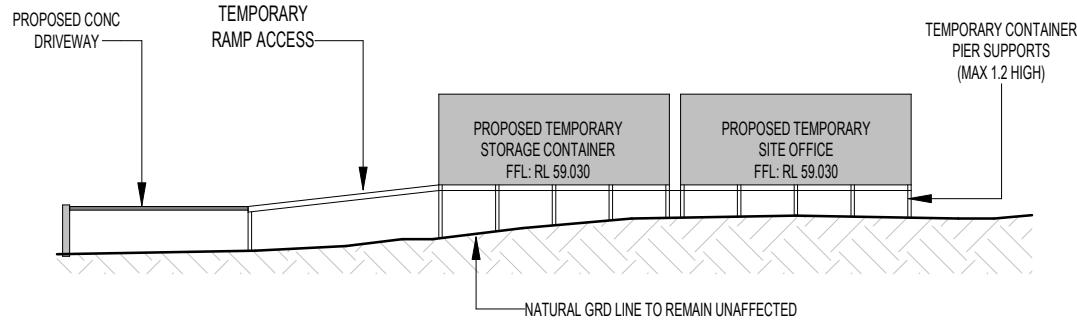 PROPOSED CONC
DRIVEWAY
TEMPORARY
RAMP ACCESS
TEMPORARY CONTAINER
PIER SUPPORTS
(MAX 1.2 HIGH)
PROPOSED TEMPORARY
STORAGE CONTAINER
FFL: RL 59.030
PROPOSED TEMPORARY
SITE OFFICE
FFL: RL 59.030
NATURAL GRD LINE TO REMAIN UNAFFECTED